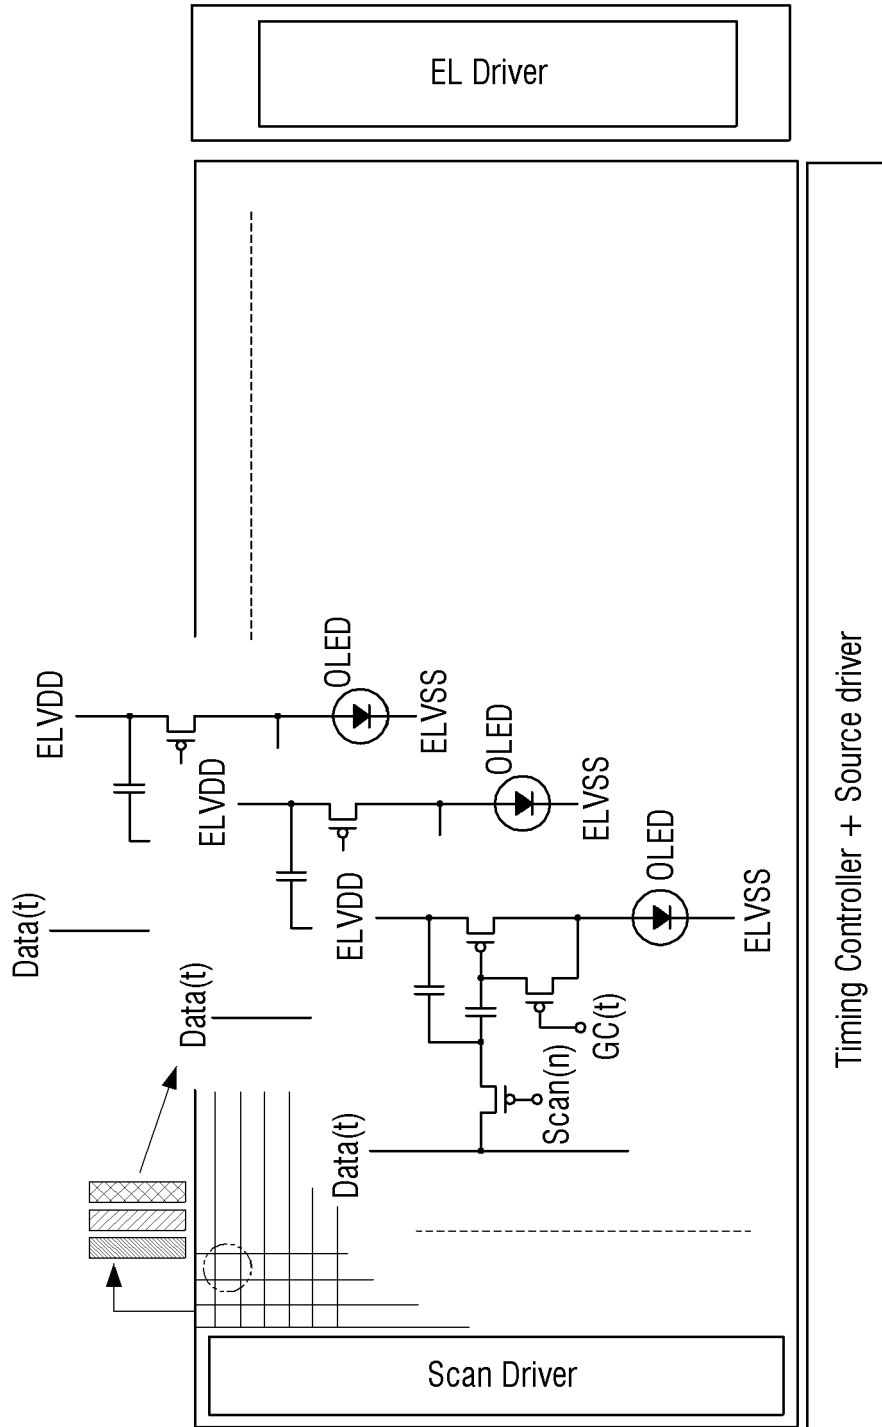 EL Driver
ELVDD
OLED
ELVSS
ELVDD
OLED
ELVSS
Data(t)
ELVDD
OLED
ELVSS
Data(t)
GC(t)
Scan(n)
Data(t)
Scan Driver
Timing Controller + Source driver